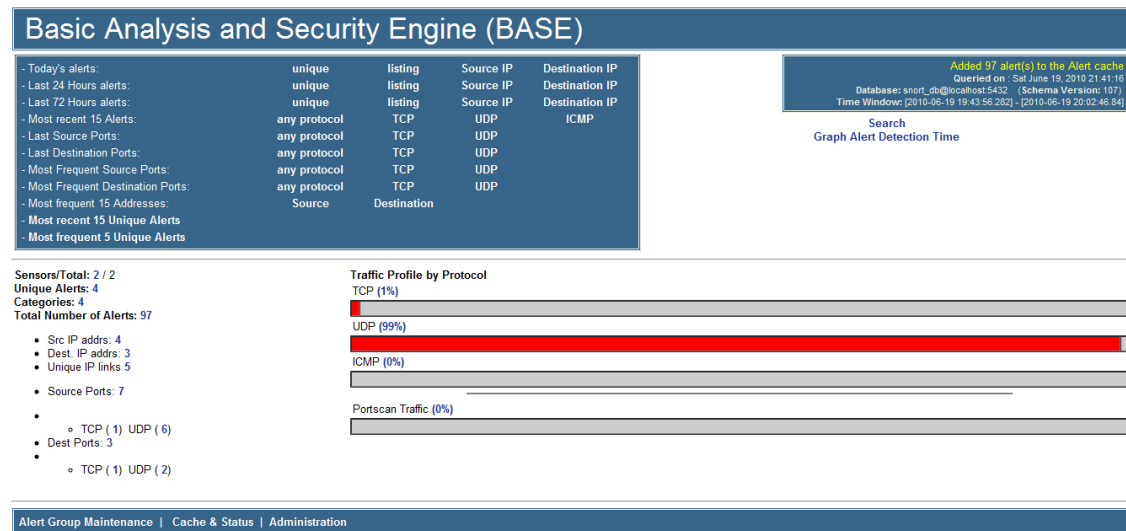 Basic Analysis and Security Engine (BASE)
- Today's alerts: unique listing Source IP Destination IP
- Last 24 Hours alerts: unique listing Source IP Destination IP
- Last 72 Hours alerts: unique listing Source IP Destination IP
- Most recent 15 Alerts: any protocol TCP UDP ICMP
- Last Source Ports: any protocol TCP UDP
- Last Destination Ports: any protocol TCP UDP
- Most Frequent Source Ports: any protocol TCP UDP
- Most Frequent Destination Ports: any protocol TCP UDP
- Most frequent 15 Addresses: Source Destination
- Most recent 15 Unique Alerts
- Most frequent 5 Unique Alerts
Added 97 alert(s) to the Alert cache
Queried on : Sat June 19, 2010 21:41:16
Database: snort_db@localhost:5432 (Schema Version: 107)
Time Window: [2010-06-19 19:43:56.282] - [2010-06-19 20:02:46.84]
Search
Graph Alert Detection Time
Sensors/Total: 2 / 2
Unique Alerts: 4
Categories: 4
Total Number of Alerts: 97
Src IP addrs: 4
Dest. IP addrs: 3
Unique IP links 5
Source Ports: 7
TCP ( 1) UDP ( 6)
Dest Ports: 3
TCP ( 1) UDP ( 2)
Traffic Profile by Protocol
TCP (1%)
UDP (99%)
ICMP (0%)
Portscan Traffic (0%)
Alert Group Maintenance | Cache & Status | Administration